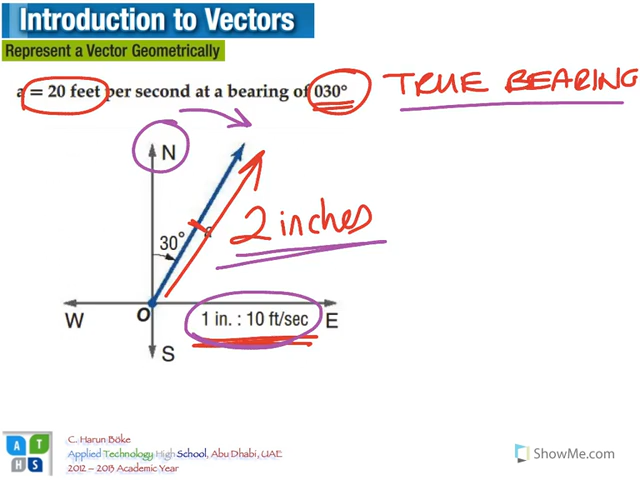 Introduction to Vectors
Represent a Vector Geometrically
a = 20 feet per second at a bearing of 030°
TRUE BEARING
N
2 inches
30°
a
O
W
1 in. : 10 ft/sec
E
S
A T
H S
C. Harun Böke
Applied Technology High School, Abu Dhabi, UAE
2012 – 2013 Academic Year
ShowMe.com